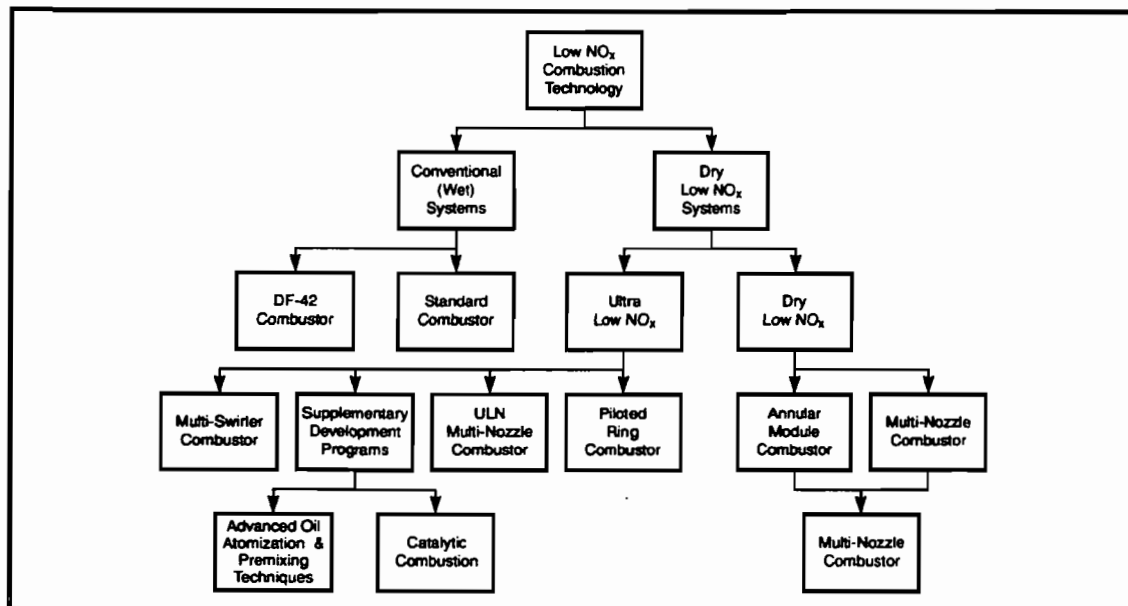 Low NOx
Combustion
Technology
Conventional
(Wet)
Systems
Dry
Low NOx
Systems
DF-42
Combustor
Standard
Combustor
Ultra
Low NOx
Dry
Low NOx
Multi-Swirler
Combustor
Supplementary
Development
Programs
ULN
Multi-Nozzle
Combustor
Piloted
Ring
Combustor
Annular
Module
Combustor
Multi-Nozzle
Combustor
Advanced Oil
Atomization &
Premixing
Techniques
Catalytic
Combustion
Multi-Nozzle
Combustor